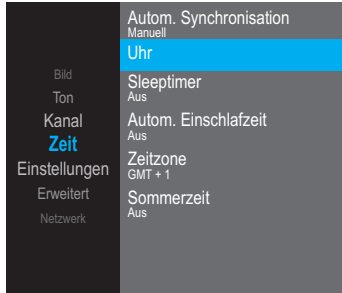 Bild
Ton
Kanal
Zeit
Einstellungen
Erweitert
Netzwerk
Autom. Synchronisation
Manuell
Uhr
Sleeptimer
Aus
Autom. Einschlafzeit
Aus
Zeitzone
GMT + 1
Sommerzeit
Aus